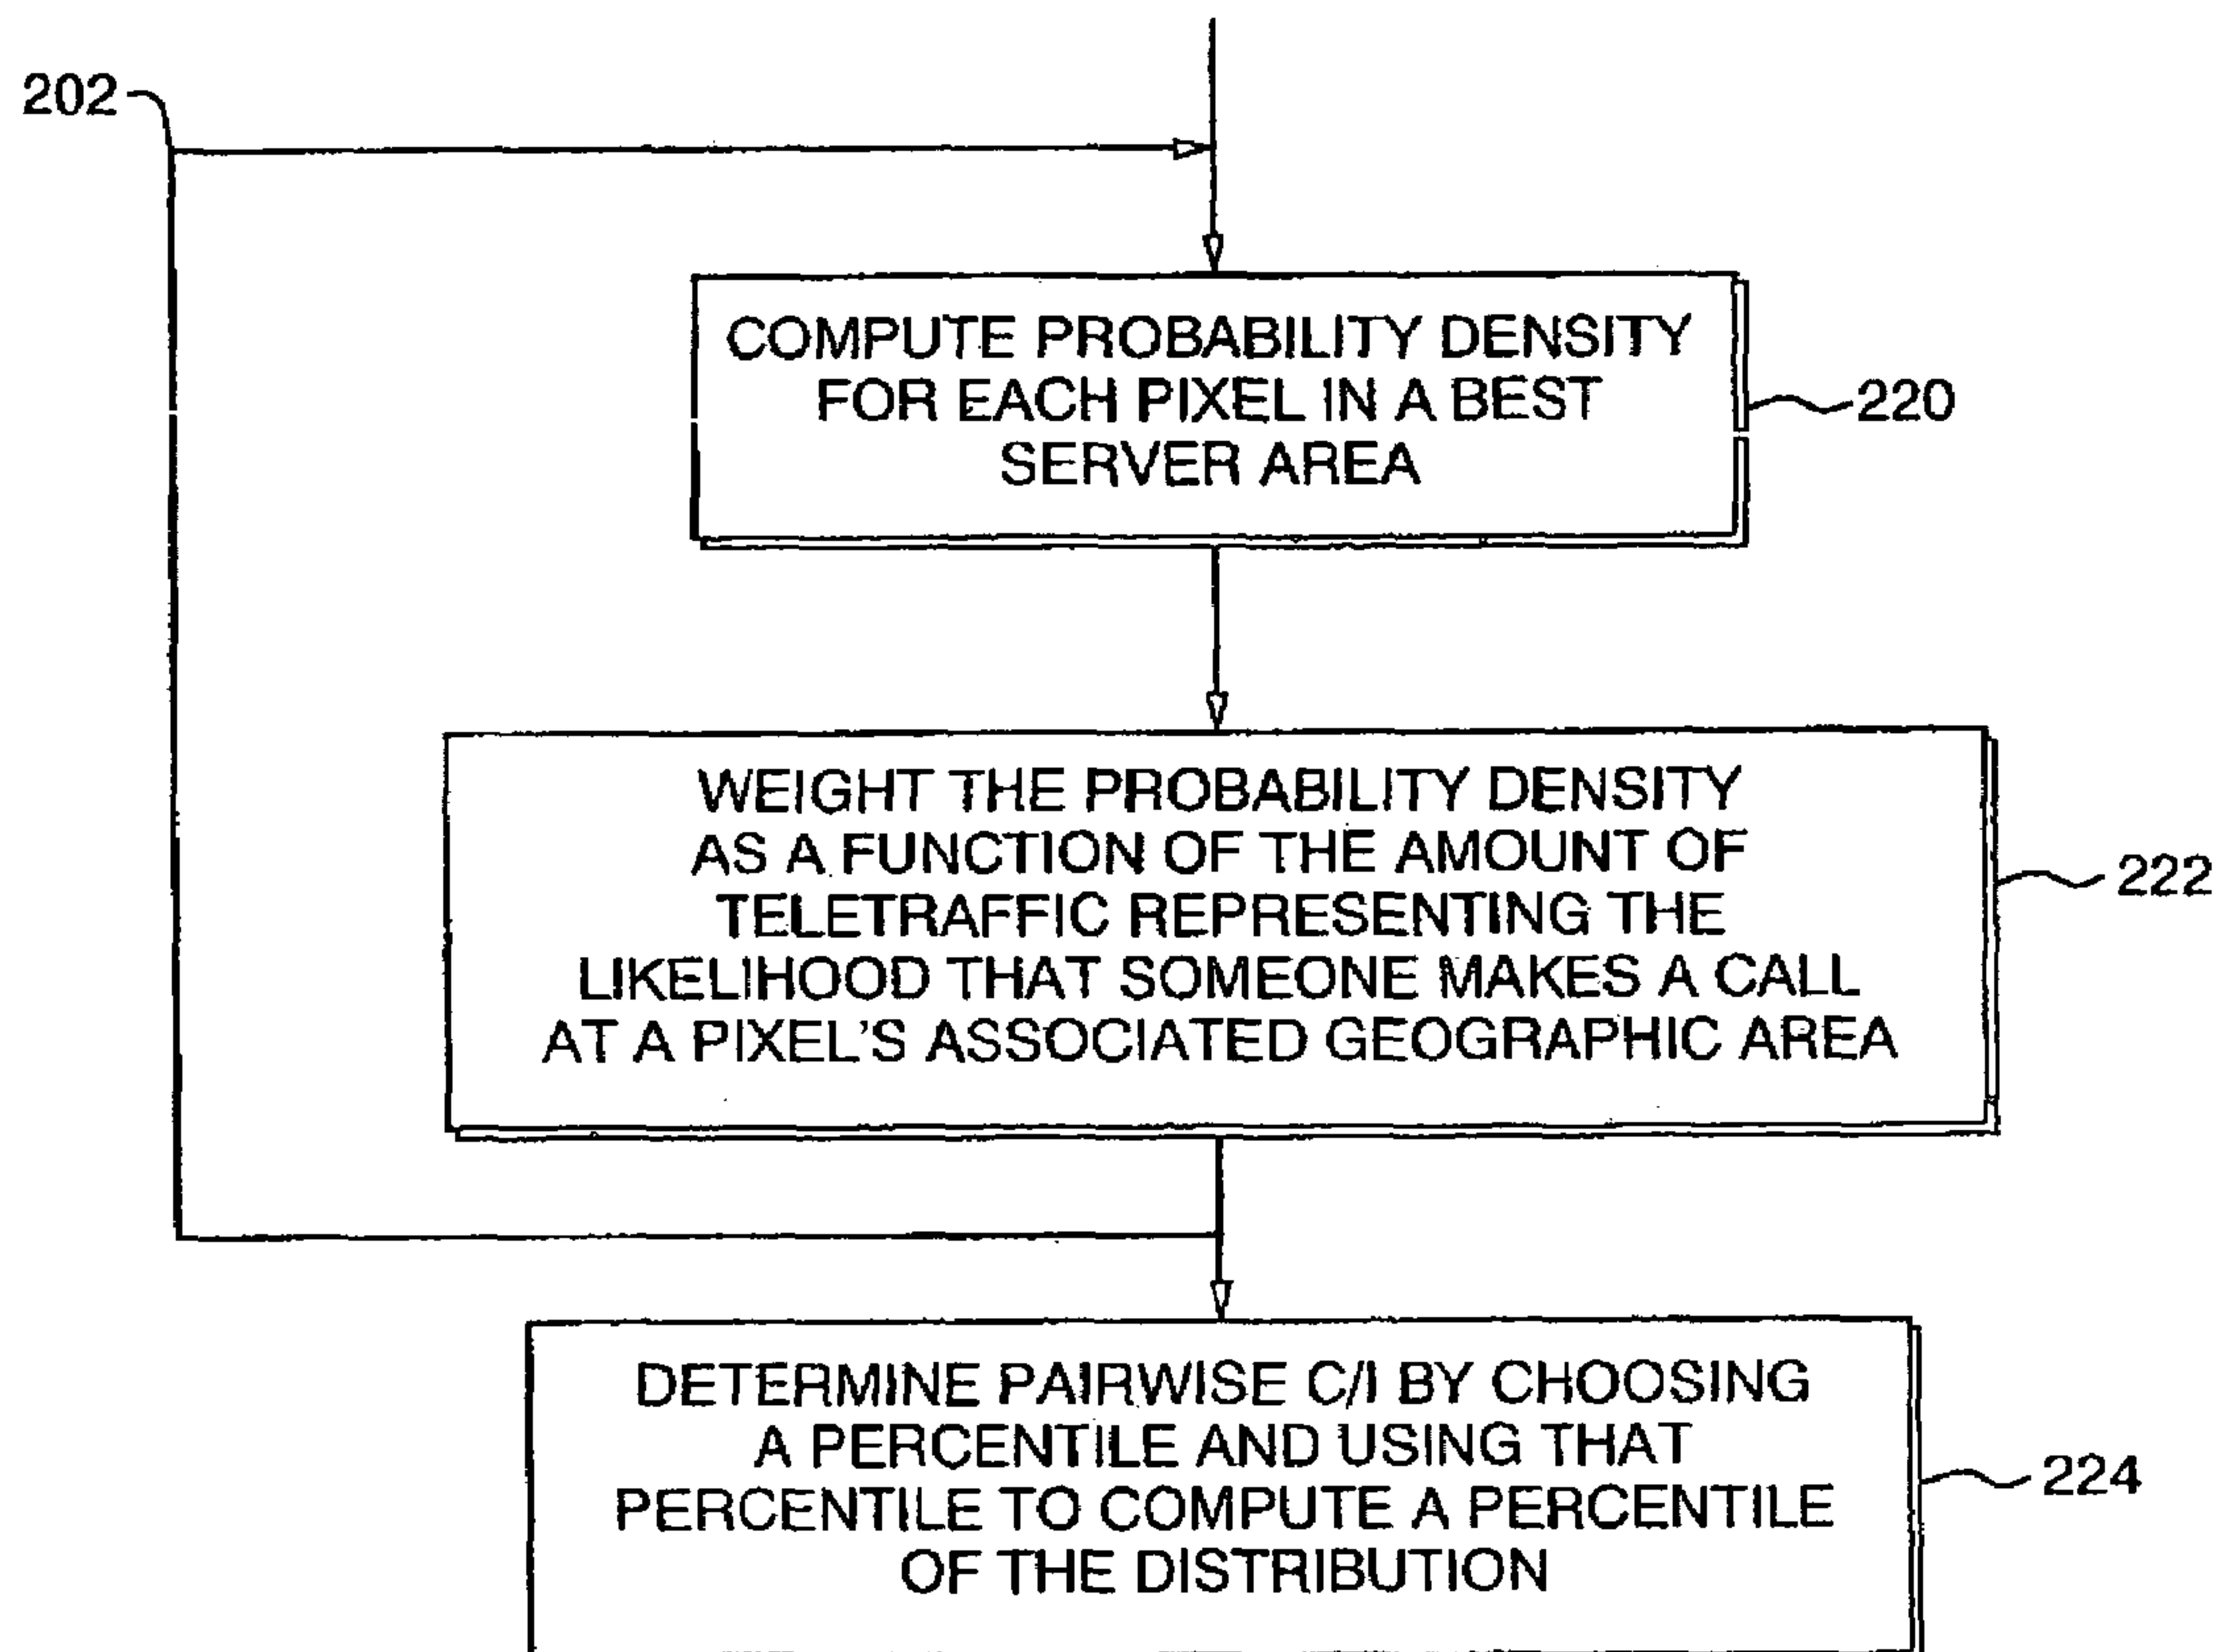 202
COMPUTE PROBABILITY DENSITY
FOR EACH PIXEL IN A BEST
SERVER AREA
220
WEIGHT THE PROBABILITY DENSITY
AS A FUNCTION OF THE AMOUNT OF
TELETRAFFIC REPRESENTING THE
LIKELIHOOD THAT SOMEONE MAKES A CALL
AT A PIXEL'S ASSOCIATED GEOGRAPHIC AREA
222
DETERMINE PAIRWISE C/I BY CHOOSING
A PERCENTILE AND USING THAT
PERCENTILE TO COMPUTE A PERCENTILE
OF THE DISTRIBUTION
224